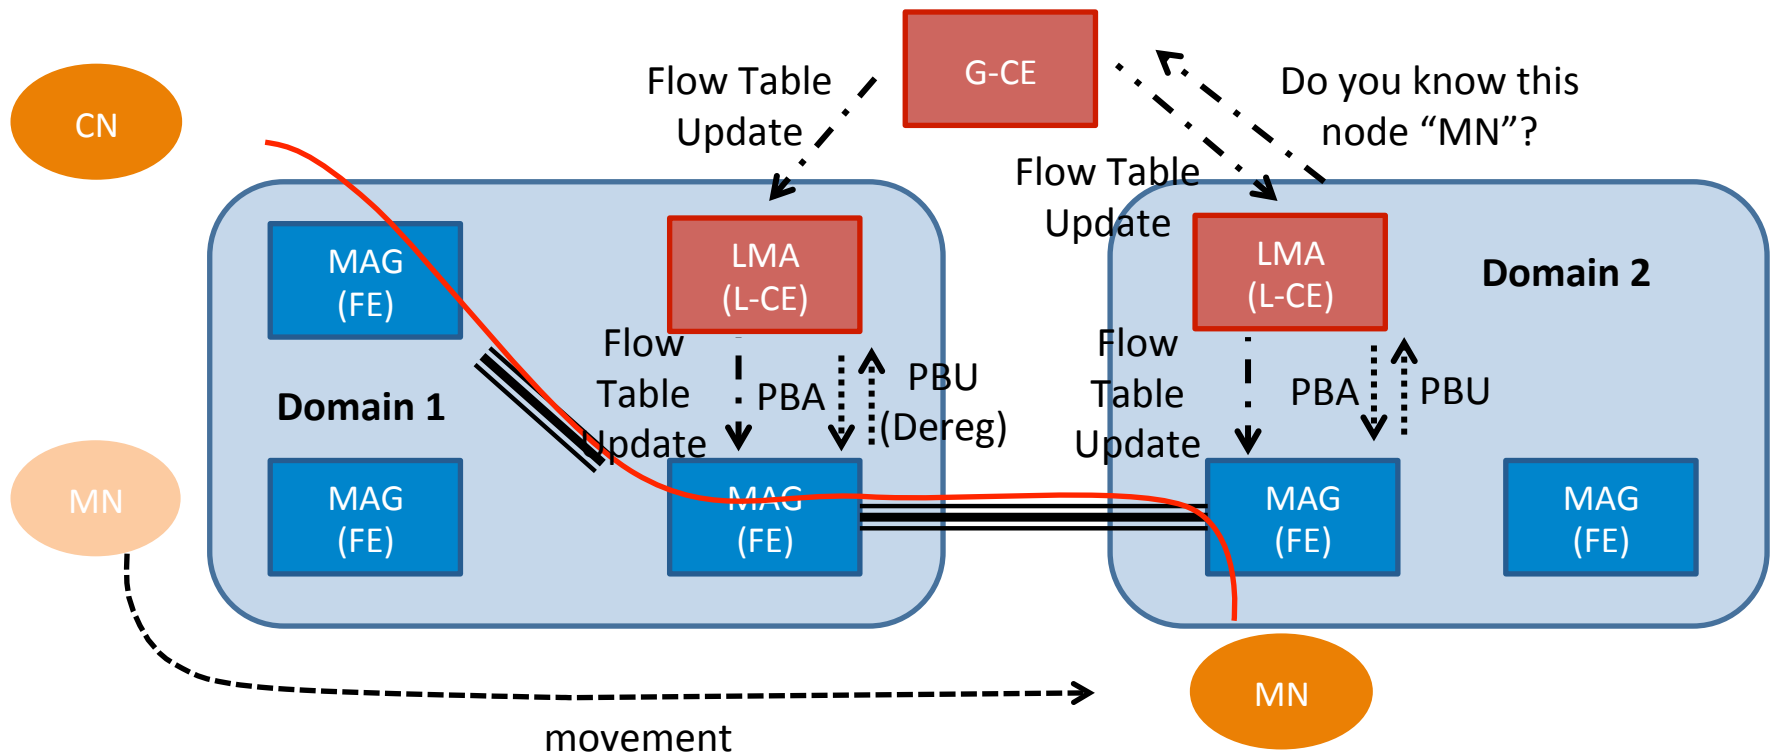 G-CE
Flow Table
Update
Do you know this
node “MN”?
CN
Flow Table
Update
MAG
(FE)
LMA
(L-CE)
LMA
(L-CE)
Domain 2
Flow
Table
Update
PBA
PBU
(Dereg)
Flow
Table
Update
PBA
PBU
Domain 1
MN
MAG
(FE)
MAG
(FE)
MAG
(FE)
MAG
(FE)
MN
movement